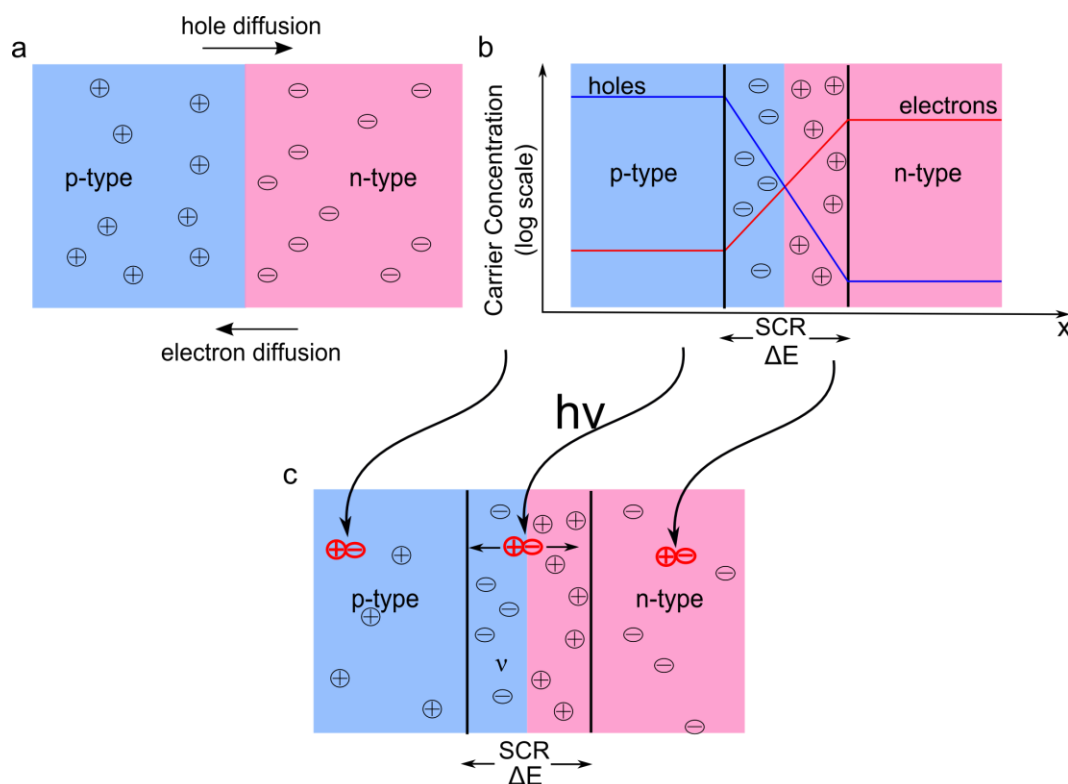 a
hole diffusion
p-type
n-type
electron diffusion
b
Carrier Concentration
(log scale)
holes
electrons
p-type
n-type
x
SCR
ΔE
hν
c
p-type
n-type
ν
SCR
ΔE